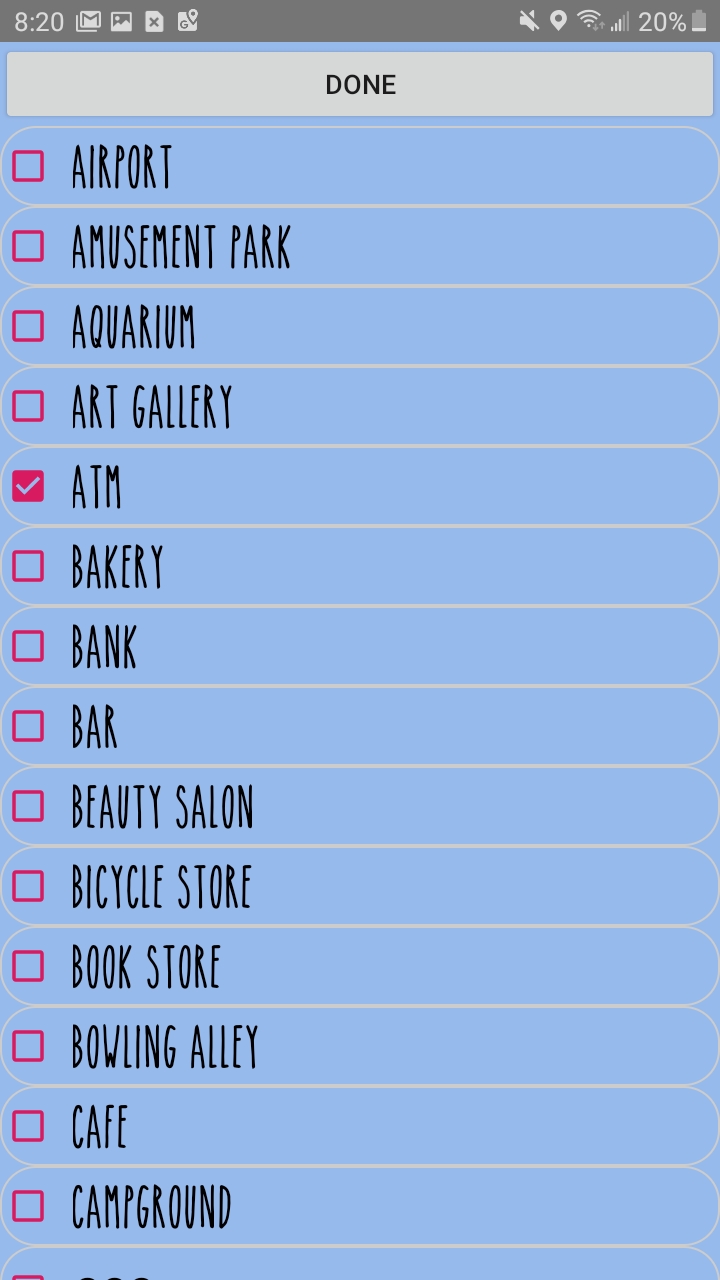 8:20 20%
DONE
AIRPORT
AMUSEMENT PARK
AQUARIUM
ART GALLERY
ATM
BAKERY
BANK
BAR
BEAUTY SALON
BICYCLE STORE
BOOK STORE
BOWLING ALLEY
CAFE
CAMPGROUND